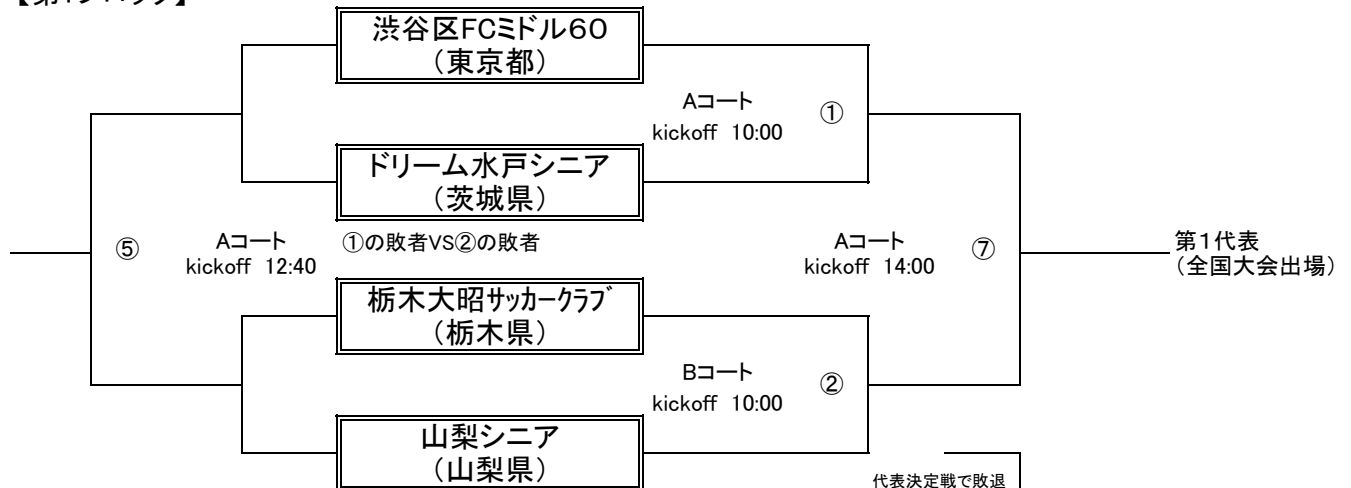 渋谷区FCミドル60
（東京都）
Aコート
kickoff 10:00
①
ドリーム水戸シニア
（茨城県）
⑤
Aコート
kickoff 12:40
①の敗者VS②の敗者
Aコート
kickoff 14:00
⑦
第1代表
（全国大会出場）
栃木大昭サッカークラブ
（栃木県）
Bコート
kickoff 10:00
②
山梨シニア
（山梨県）
代表決定戦で敗退